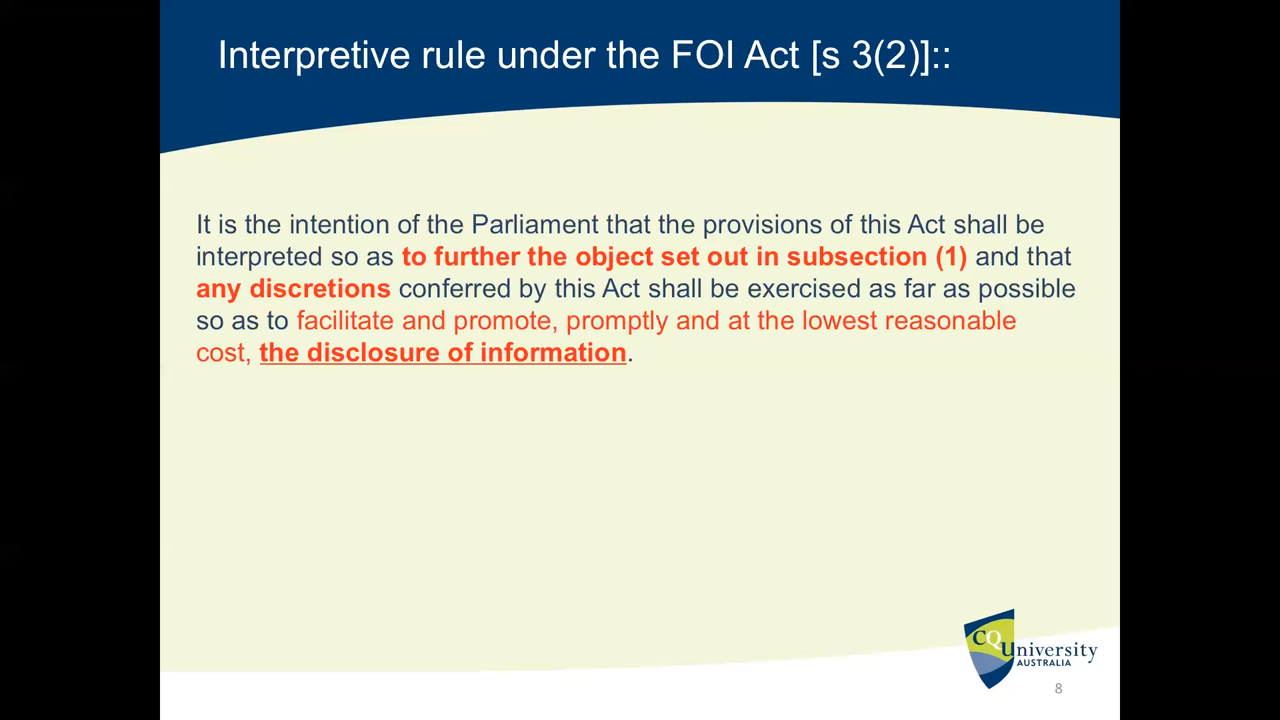 Interpretive rule under the FOI Act [s 3(2)]::
It is the intention of the Parliament that the provisions of this Act shall be
interpreted so as to further the object set out in subsection (1) and that
any discretions conferred by this Act shall be exercised as far as possible
so as to facilitate and promote, promptly and at the lowest reasonable
cost, the disclosure of information.
CQUniversity
AUSTRALIA
8